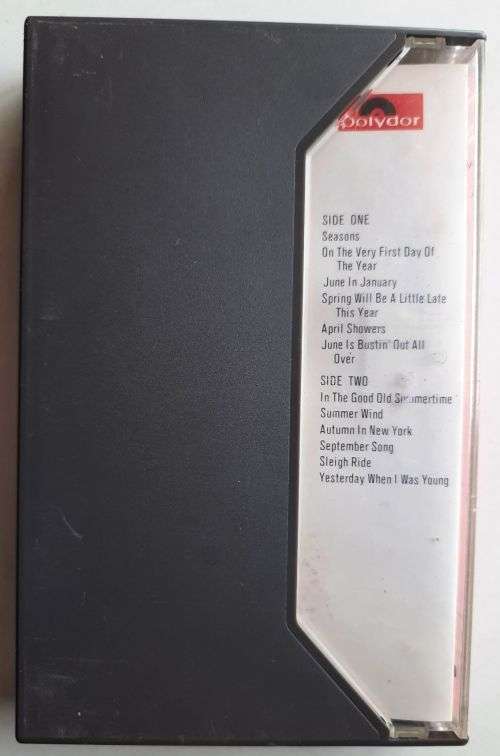 polydor
SIDE ONE
Seasons
On The Very First Day Of
The Year
June In January
Spring Will Be A Little Late
This Year
April Showers
June Is Bustin' Out All
Over
SIDE TWO
In The Good Old Summertime
Summer Wind
Autumn In New York
September Song
Sleigh Ride
Yesterday When I Was Young